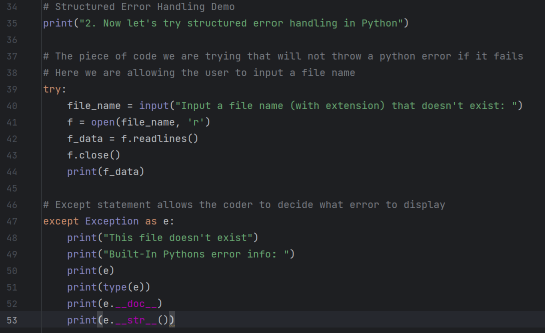 34 # Structured Error Handling Demo
35 print("2. Now let's try structured error handling in Python")
36
37 # The piece of code we are trying that will not throw a python error if it fails
38 # Here we are allowing the user to input a file name
39 try:
40     file_name = input("Input a file name (with extension) that doesn't exist: ")
41     f = open(file_name, 'r')
42     f_data = f.readlines()
43     f.close()
44     print(f_data)
45
46 # Except statement allows the coder to decide what error to display
47 except Exception as e:
48     print("This file doesn't exist")
49     print("Built-In Pythons error info: ")
50     print(e)
51     print(type(e))
52     print(e.__doc__)
53     print(e.__str__())